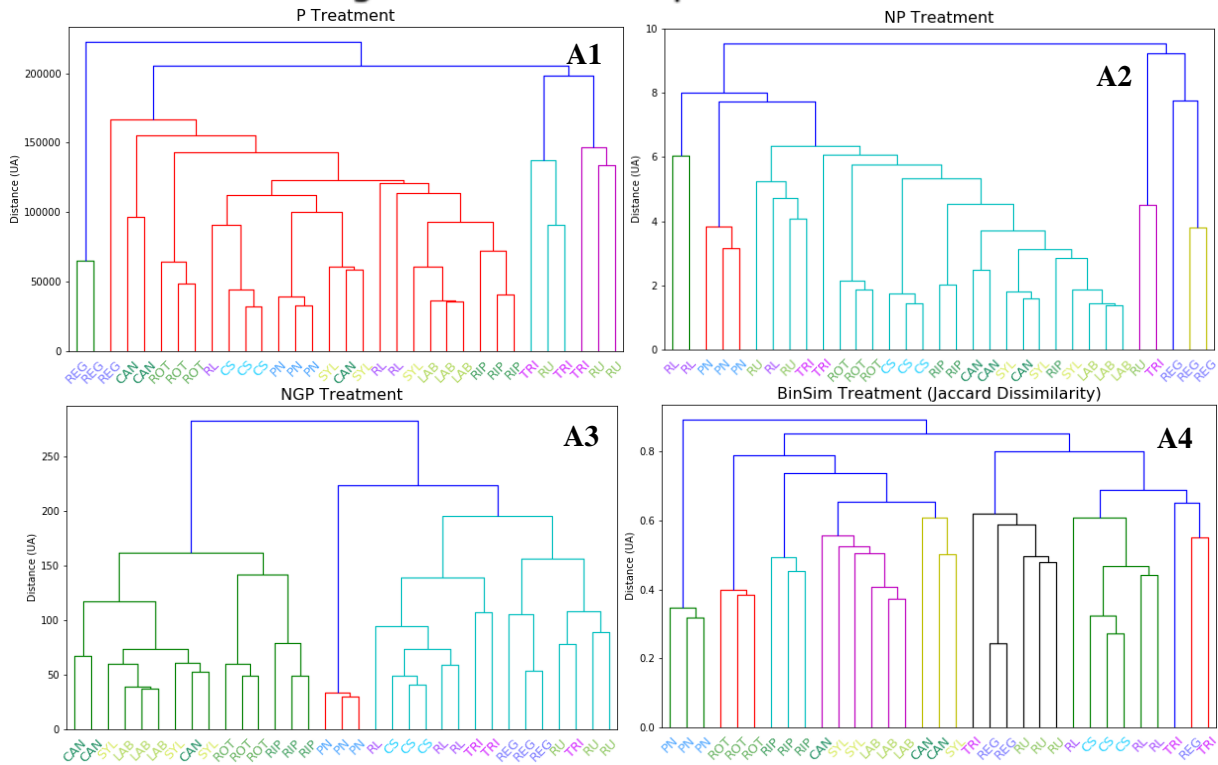 P Treatment
A1
Distance (UA)
200000
150000
100000
50000
0
REG REG REG CAN CAN ROT ROT ROT RL CS CS CS PN PN PN SYL CAN SYL RL RL SYL LAB LAB LAB RIP RIP RIP TRI RU TRI TRI RU RU
NP Treatment
A2
Distance (UA)
10
8
6
4
2
0
RL RL PN PN PN RU RL RU TRI TRI ROT ROT ROT CS CS CS RIP RIP CAN CAN SYL CAN SYL RIP SYL LAB LAB LAB RU TRI REG REG REG
NGP Treatment
A3
Distance (UA)
250
200
150
100
50
0
CAN CAN SYL LAB LAB LAB SYL CAN SYL ROT ROT ROT RIP RIP RIP PN PN PN RL CS CS CS RL RL TRI TRI REG REG REG RU TRI RU RU
BinSim Treatment (Jaccard Dissimilarity)
A4
Distance (UA)
0.8
0.6
0.4
0.2
0.0
PN PN PN ROT ROT ROT RIP RIP RIP CAN SYL SYL LAB LAB LAB CAN CAN SYL TRI REG REG RU RU RU RL CS CS CS RL RL TRI REG TRI